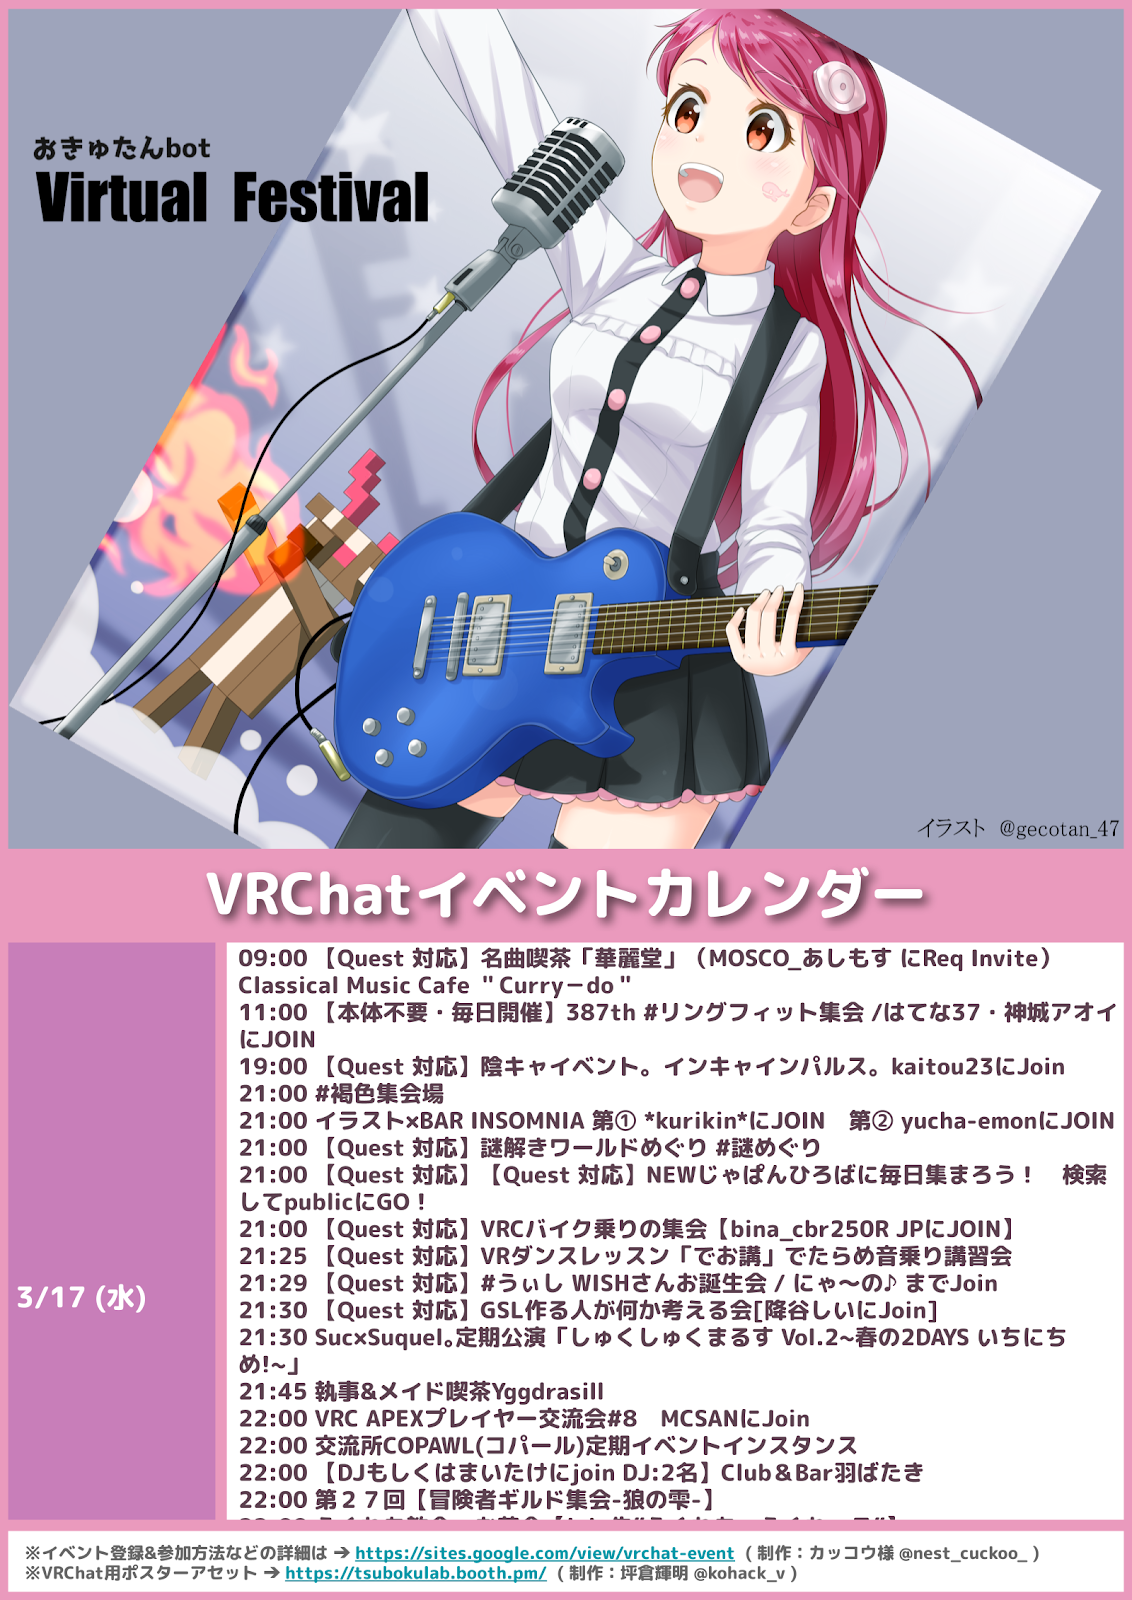 おきゅたんbot
Virtual Festival
イラスト @gecotan_47
VRChatイベントカレンダー
3/17 (水)
09:00 【Quest 対応】名曲喫茶「華麗堂」（MOSCO_あしもす にReq Invite）
Classical Music Cafe ＂Curry－do＂
11:00 【本体不要・毎日開催】387th #リングフィット集会 /はてな37・神城アオイ
にJOIN
19:00 【Quest 対応】陰キャイベント。インキャインパルス。kaitou23にJoin
21:00 #褐色集会場
21:00 イラスト×BAR INSOMNIA 第① *kurikin*にJOIN　第② yucha-emonにJOIN
21:00 【Quest 対応】謎解きワールドめぐり #謎めぐり
21:00 【Quest 対応】【Quest 対応】NEWじゃぱんひろばに毎日集まろう！　検索
してpublicにGO！
21:00 【Quest 対応】VRCバイク乗りの集会【bina_cbr250R JPにJOIN】
21:25 【Quest 対応】VRダンスレッスン「でお講」でたらめ音乗り講習会
21:29 【Quest 対応】#うぃし WISHさんお誕生会 / にゃ～の♪ までJoin
21:30 【Quest 対応】GSL作る人が何か考える会[降谷しいにJoin]
21:30 Suc×Suquel。定期公演「しゅくしゅくまるす Vol.2~春の2DAYS いちにち
め!~」
21:45 執事&メイド喫茶Yggdrasill
22:00 VRC APEXプレイヤー交流会#8　MCSANにJoin
22:00 交流所COPAWL(コパール)定期イベントインスタンス
22:00 【DJもしくはまいたけにjoin DJ:2名】Club＆Bar羽ばたき
22:00 第２７回【冒険者ギルド集会-狼の雫-】
※イベント登録&参加方法などの詳細は ➔ https://sites.google.com/view/vrchat-event （ 制作：カッコウ様 @nest_cuckoo_ ）
※VRChat用ポスターアセット ➔ https://tsubokulab.booth.pm/ （ 制作：坪倉輝明 @kohack_v ）